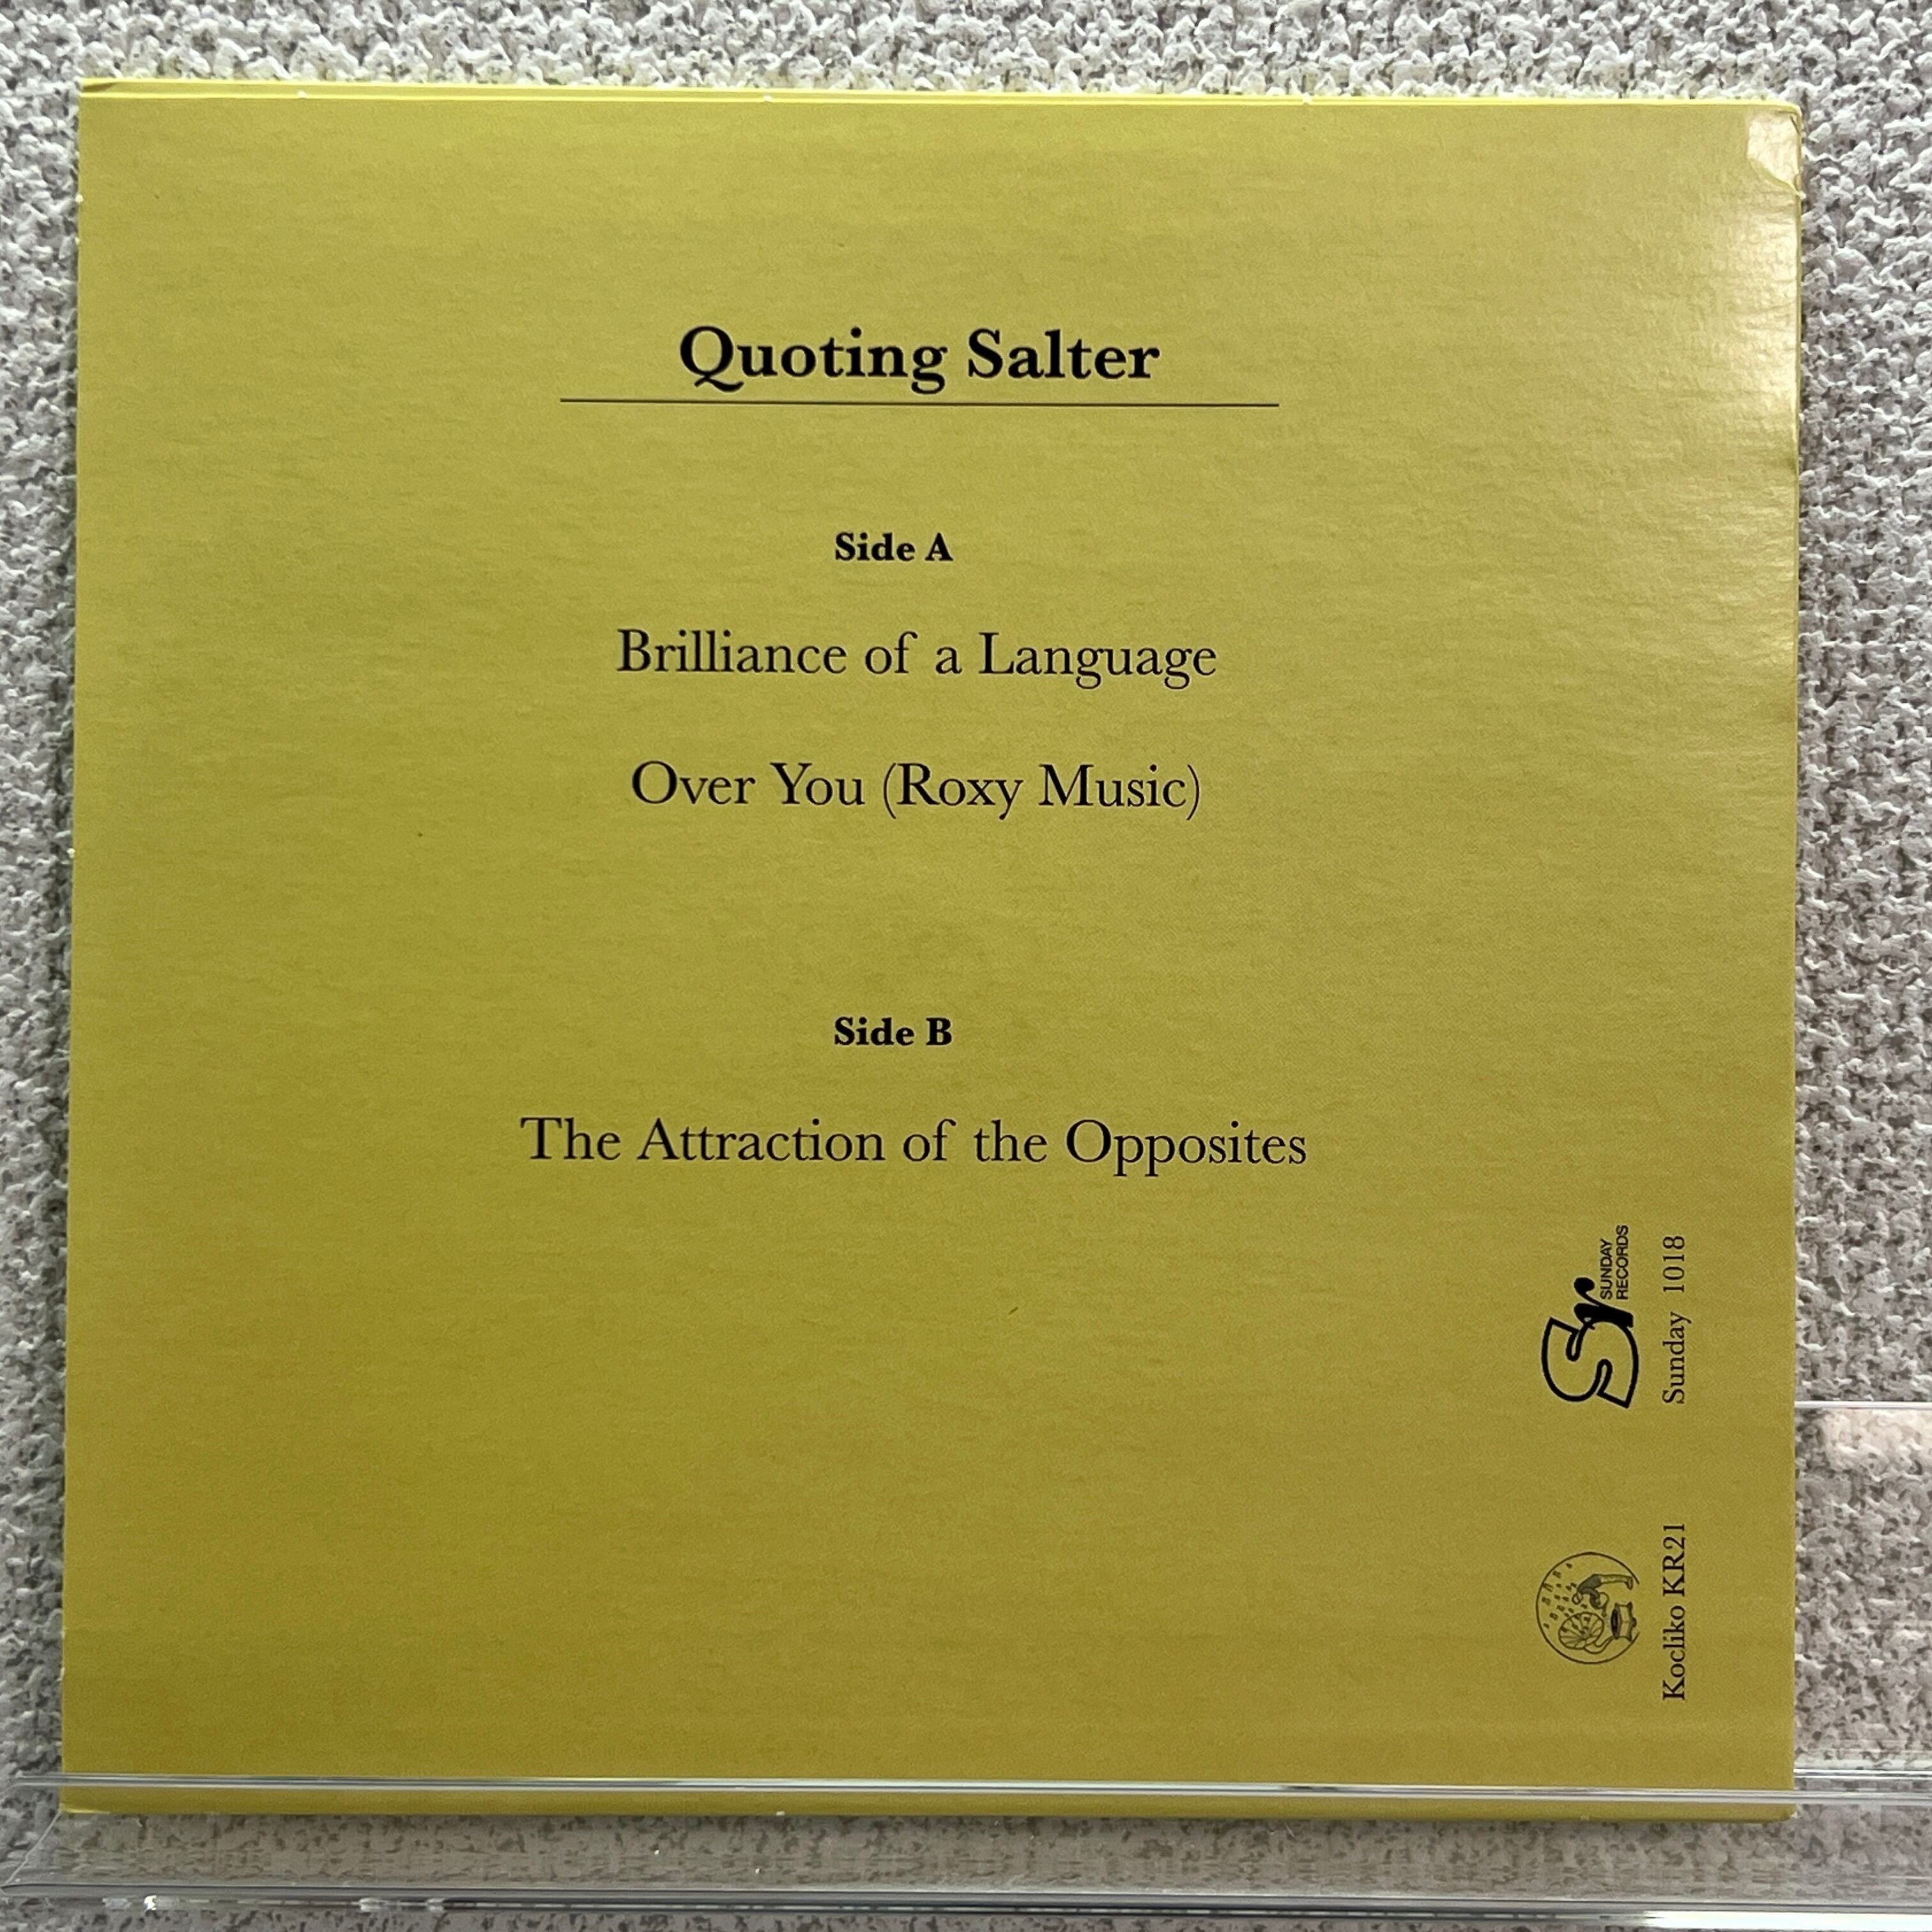 Quoting Salter
Side A
Brilliance of a Language
Over You (Roxy Music)
Side B
The Attraction of the Opposites
Sr
SUNDAY
RECORDS
Sunday 1018
Kocliko KR21